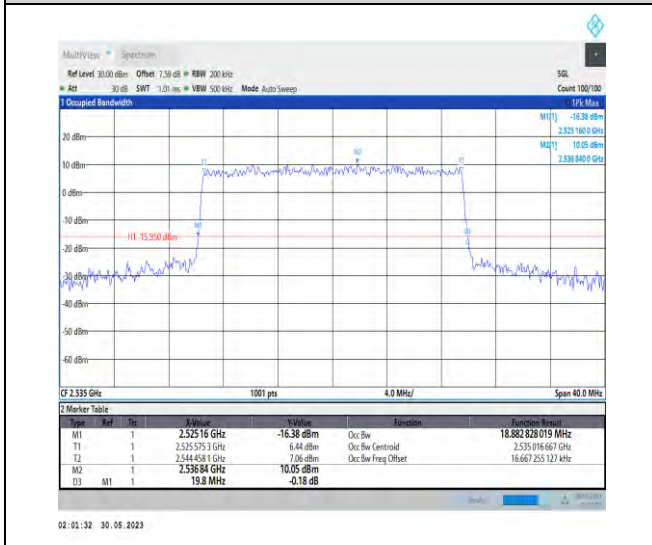 MultiView Spectrum
Ref Level 30.00 dBm Offset 7.58 dB RBW 200 kHz SGL
Att 30 dB SWT 1.01 ms VBW 500 kHz Mode Auto Sweep Count 100/100
1 Occupied Bandwidth 1Pk Max
M1[1] -16.38 dBm
2.525 160 0 GHz
M2[1] 10.05 dBm
2.536 840 0 GHz
20 dBm
M2
10 dBm
T1 T2
0 dBm
-10 dBm
M1
H1 -15.950 dBm
D3
-20 dBm
-30 dBm
-40 dBm
-50 dBm
-60 dBm
CF 2.535 GHz 1001 pts 4.0 MHz/ Span 40.0 MHz
2 Marker Table
Type Ref Trc X-Value Y-Value Function Function Result
M1 1 2.525 16 GHz -16.38 dBm Occ Bw 18.882 828 019 MHz
T1 1 2.525 575 3 GHz 6.44 dBm Occ Bw Centroid 2.535 016 667 GHz
T2 1 2.544 458 1 GHz 7.06 dBm Occ Bw Freq Offset 16.667 255 127 kHz
M2 1 2.536 84 GHz 10.05 dBm
D3 M1 1 19.8 MHz -0.18 dB
02:01:32 30.05.2023